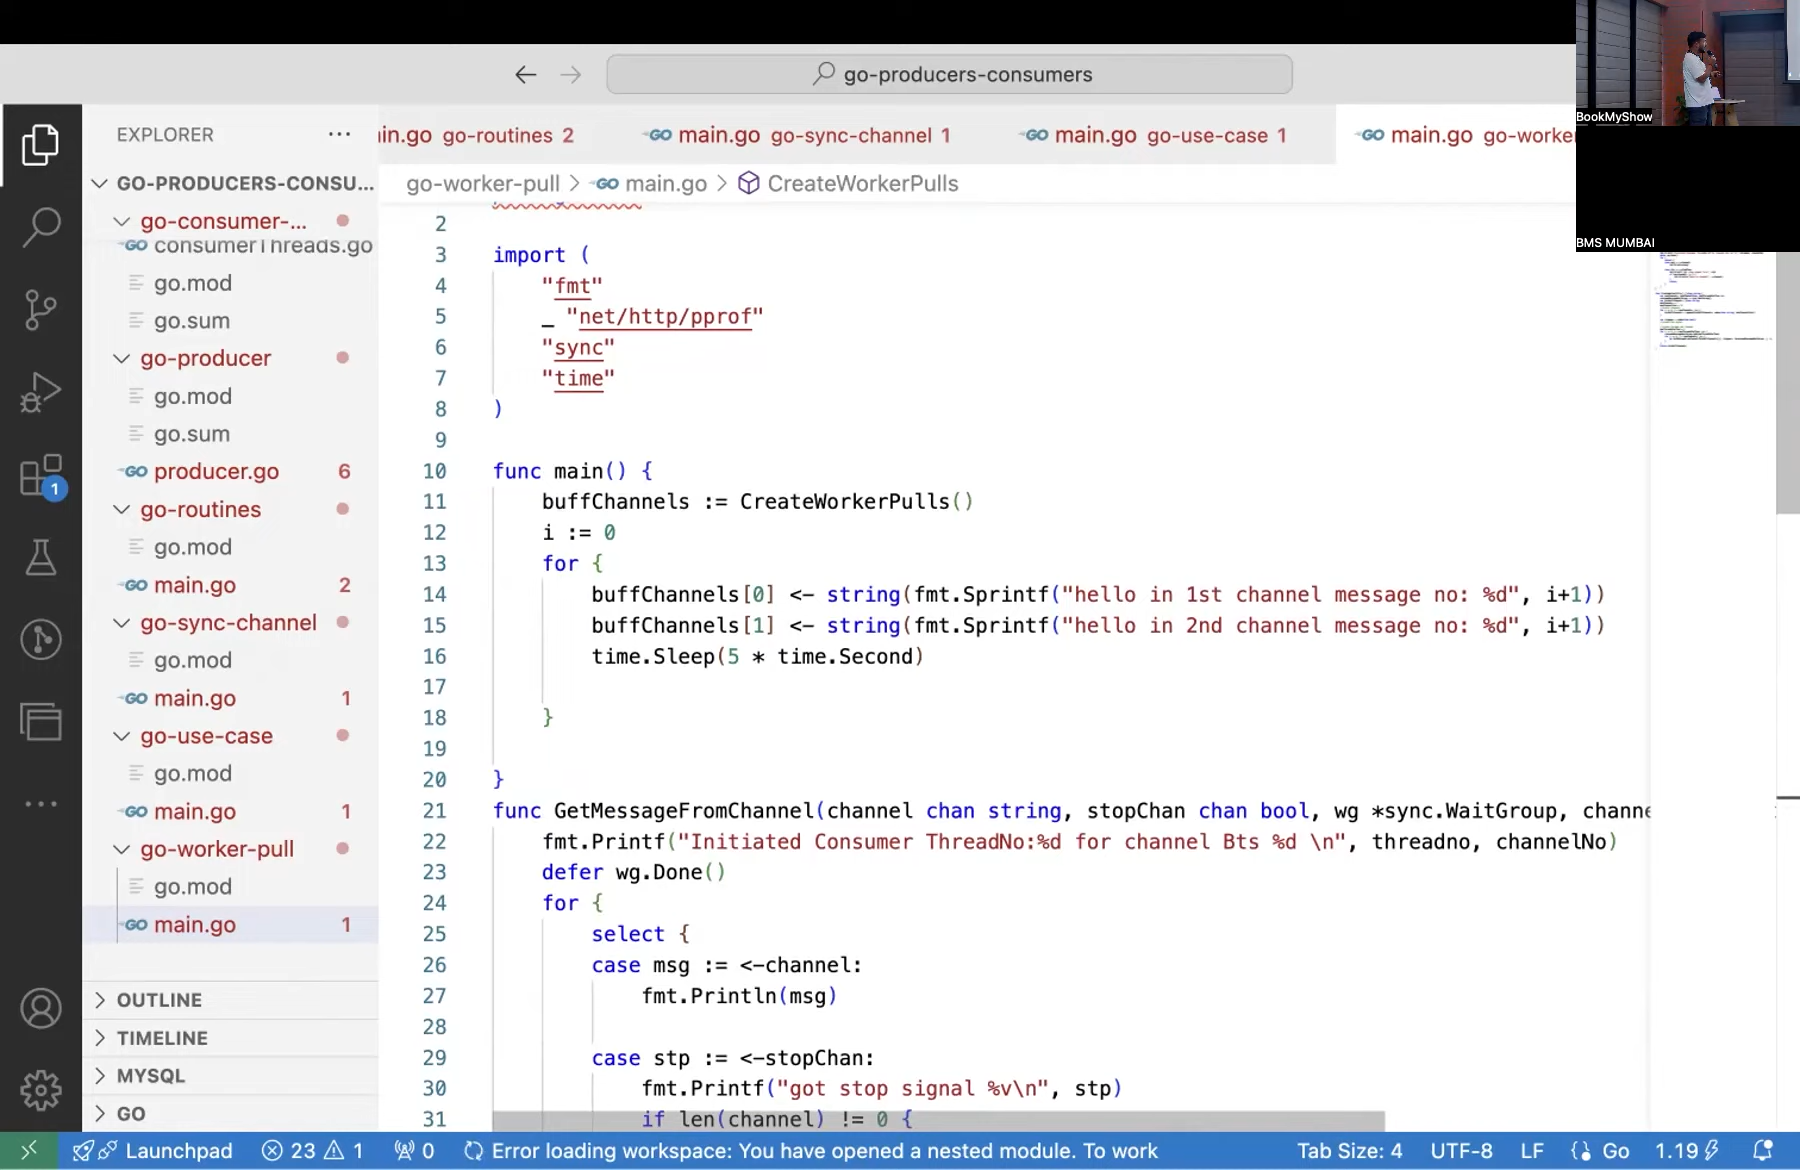 go-producers-consumers
BookMyShow
BMS MUMBAI
EXPLORER
in.go go-routines 2
GO main.go go-sync-channel 1
GO main.go go-use-case 1
GO main.go go-worke
go-worker-pull > GO main.go > CreateWorkerPulls
GO-PRODUCERS-CONSU...
go-consumer-...
GO consumerThreads.go
go.mod
go.sum
go-producer
go.mod
go.sum
GO producer.go 6
go-routines
go.mod
GO main.go 2
go-sync-channel
go.mod
GO main.go 1
go-use-case
go.mod
GO main.go 1
go-worker-pull
go.mod
GO main.go 1
OUTLINE
TIMELINE
MYSQL
GO
1
2
3 import (
4 "fmt"
5 _ "net/http/pprof"
6 "sync"
7 "time"
8 )
9
10 func main() {
11 buffChannels := CreateWorkerPulls()
12 i := 0
13 for {
14 buffChannels[0] <- string(fmt.Sprintf("hello in 1st channel message no: %d", i+1))
15 buffChannels[1] <- string(fmt.Sprintf("hello in 2nd channel message no: %d", i+1))
16 time.Sleep(5 * time.Second)
17
18 }
19
20 }
21 func GetMessageFromChannel(channel chan string, stopChan chan bool, wg *sync.WaitGroup, channe
22 fmt.Printf("Initiated Consumer ThreadNo:%d for channel Bts %d \n", threadno, channelNo)
23 defer wg.Done()
24 for {
25 select {
26 case msg := <-channel:
27 fmt.Println(msg)
28
29 case stp := <-stopChan:
30 fmt.Printf("got stop signal %v\n", stp)
31 if len(channel) != 0 {
Launchpad 23 1 0 Error loading workspace: You have opened a nested module. To work Tab Size: 4 UTF-8 LF Go 1.19